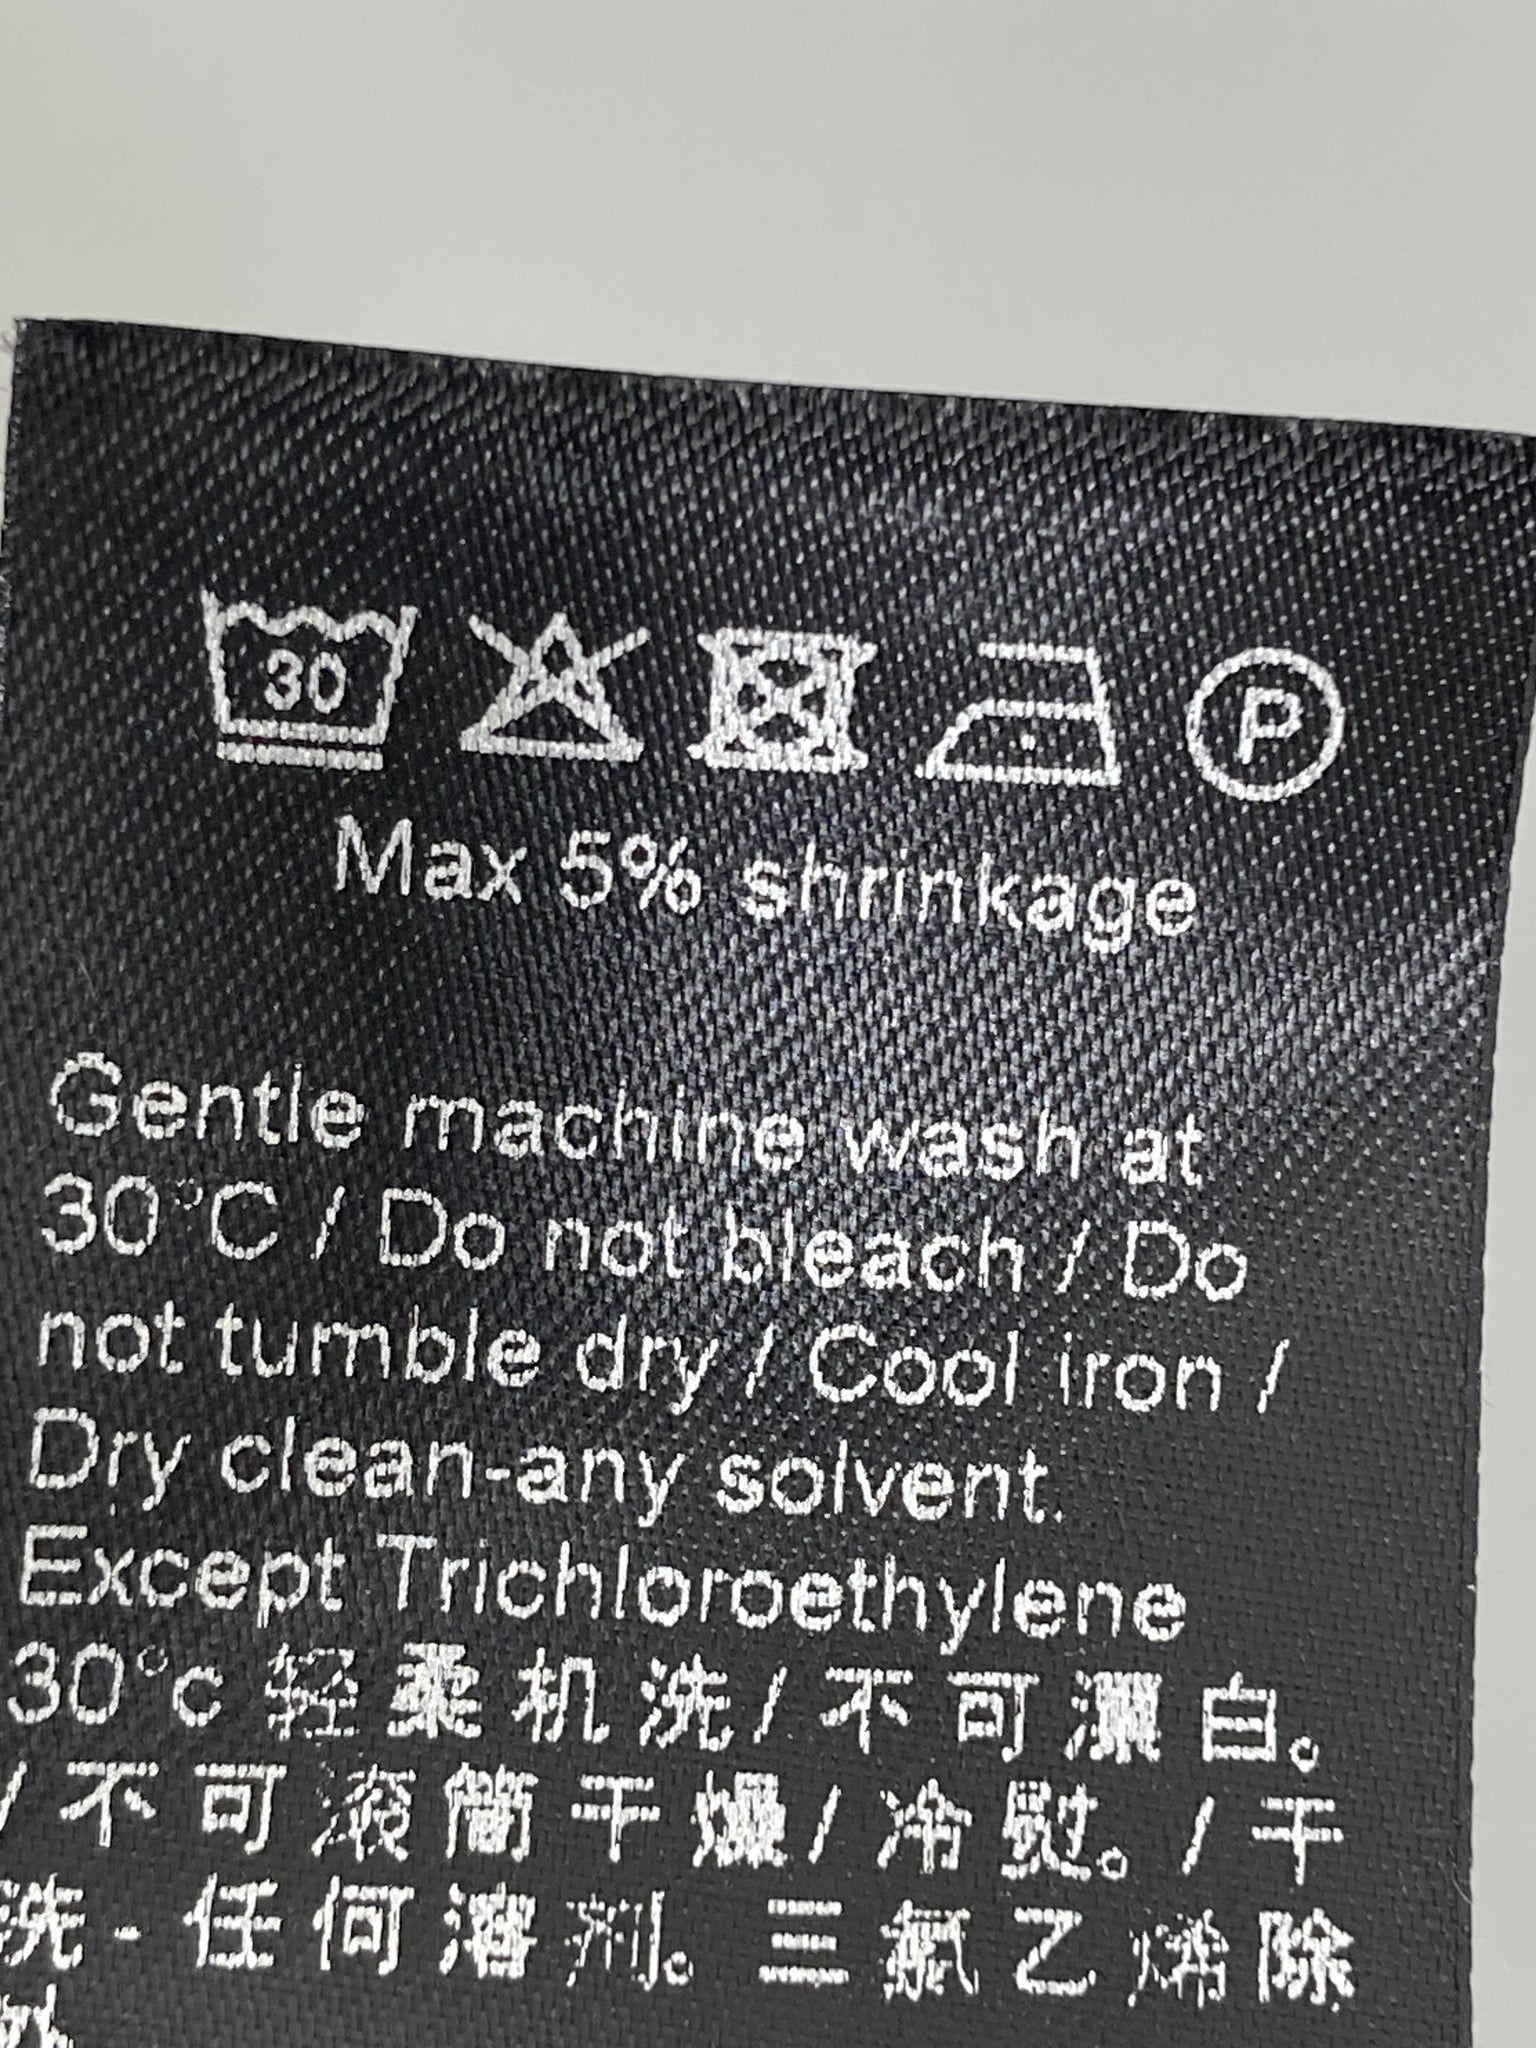 30
P
Max 5% shrinkage
Gentle machine wash at
30°C / Do not bleach / Do
not tumble dry / Cool iron /
Dry clean-any solvent.
Except Trichloroethylene
30°c 轻柔机洗/不可漂白。
/不可滚筒干燥/冷熨。/干
洗-任何溶剂。三氯乙烯除